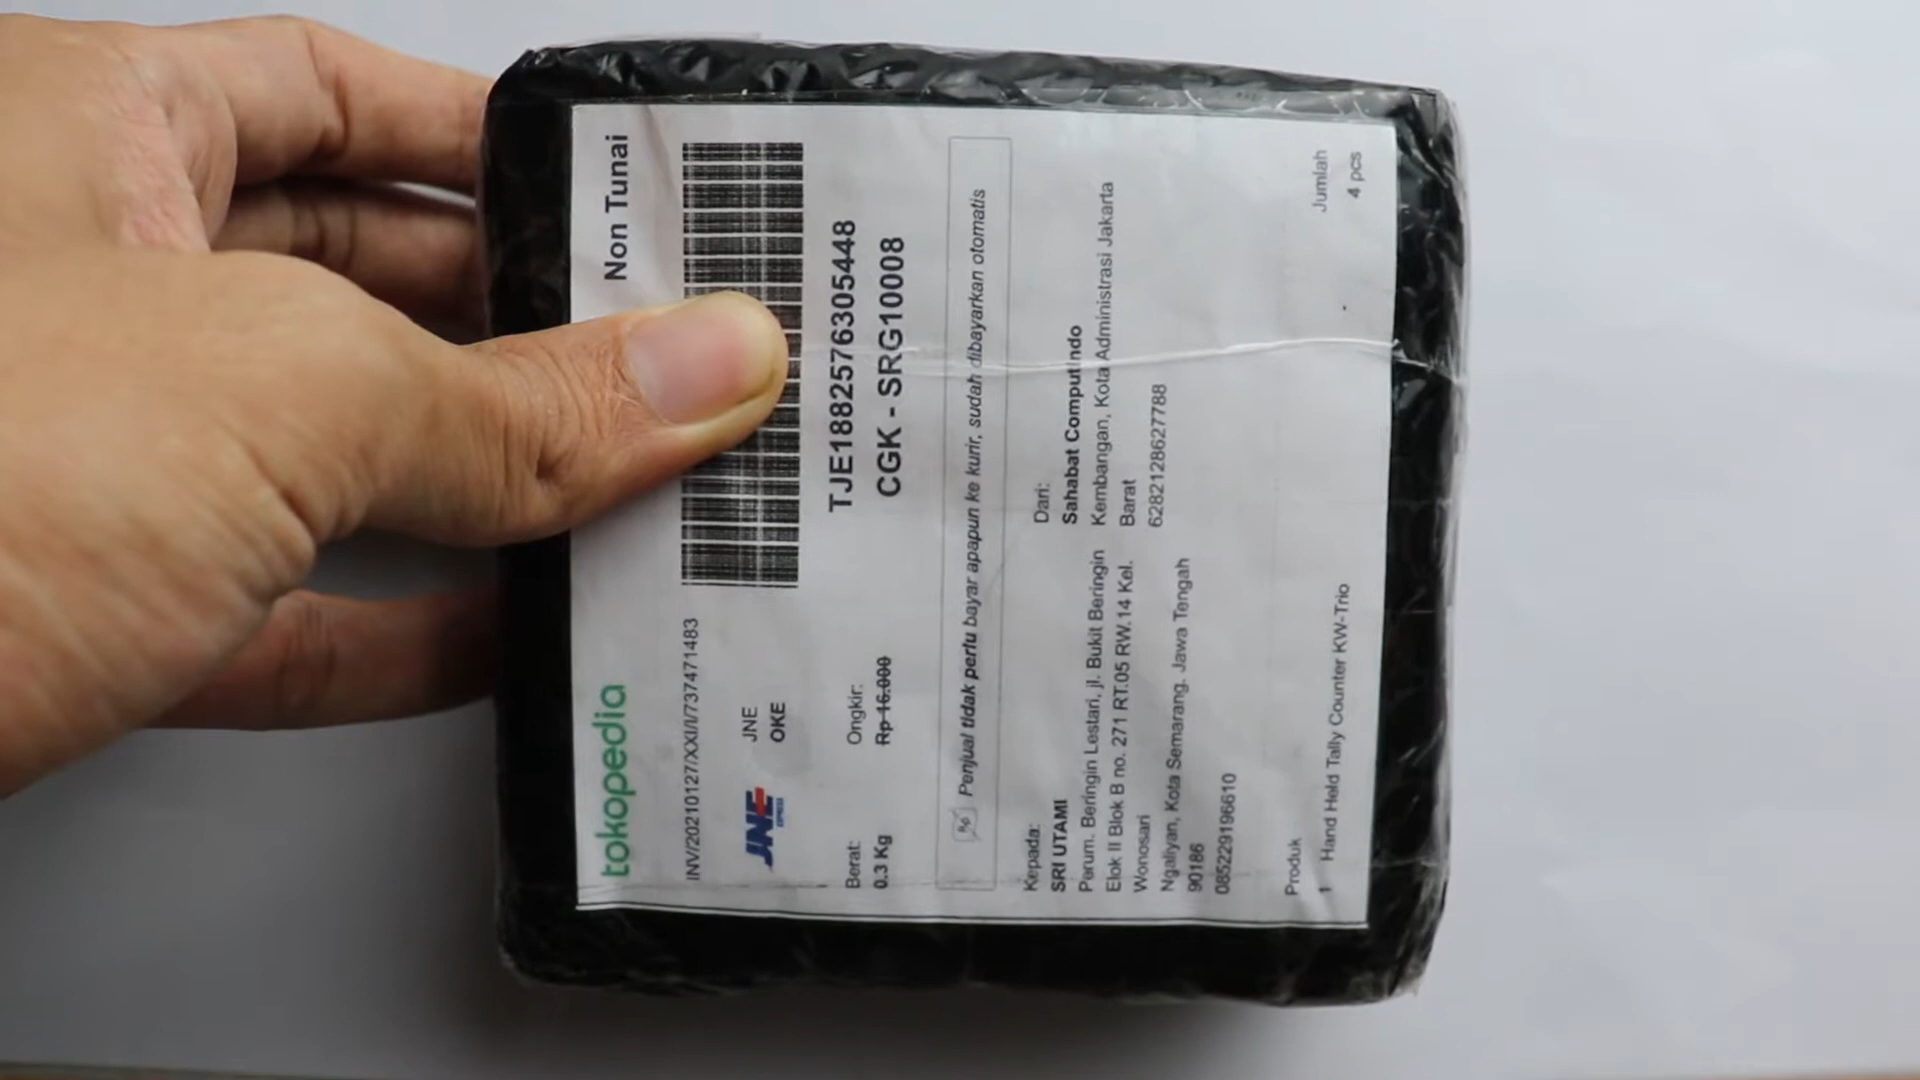 tokopedia
Non Tunai
INV/20210127/XXI/I/737471483
JNE
EXPRESS
JNE
OKE
Berat:
0.3 Kg
Ongkir:
Rp 16.000
TJE1882576305448
CGK - SRG10008
Rp
Penjual tidak perlu bayar apapun ke kurir, sudah dibayarkan otomatis
Kepada:
SRI UTAMI
Perum. Beringin Lestari, jl. Bukit Beringin
Elok II Blok B no. 271 RT.05 RW.14 Kel.
Wonosari
Ngaliyan, Kota Semarang, Jawa Tengah
90186
085229196610
Dari:
Sahabat Computindo
Kembangan, Kota Administrasi Jakarta
Barat
6282128627788
Produk
Jumlah
1 Hand Held Tally Counter KW-Trio
4 pcs